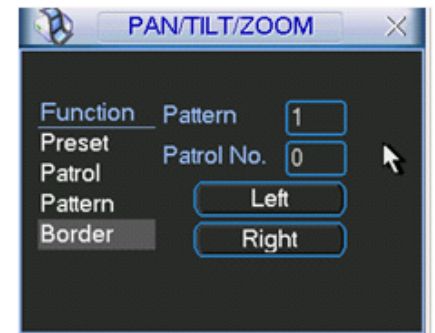 PAN/TILT/ZOOM
Function Pattern 1
Preset
Patrol No. 0
Patrol
Pattern Left
Border Right